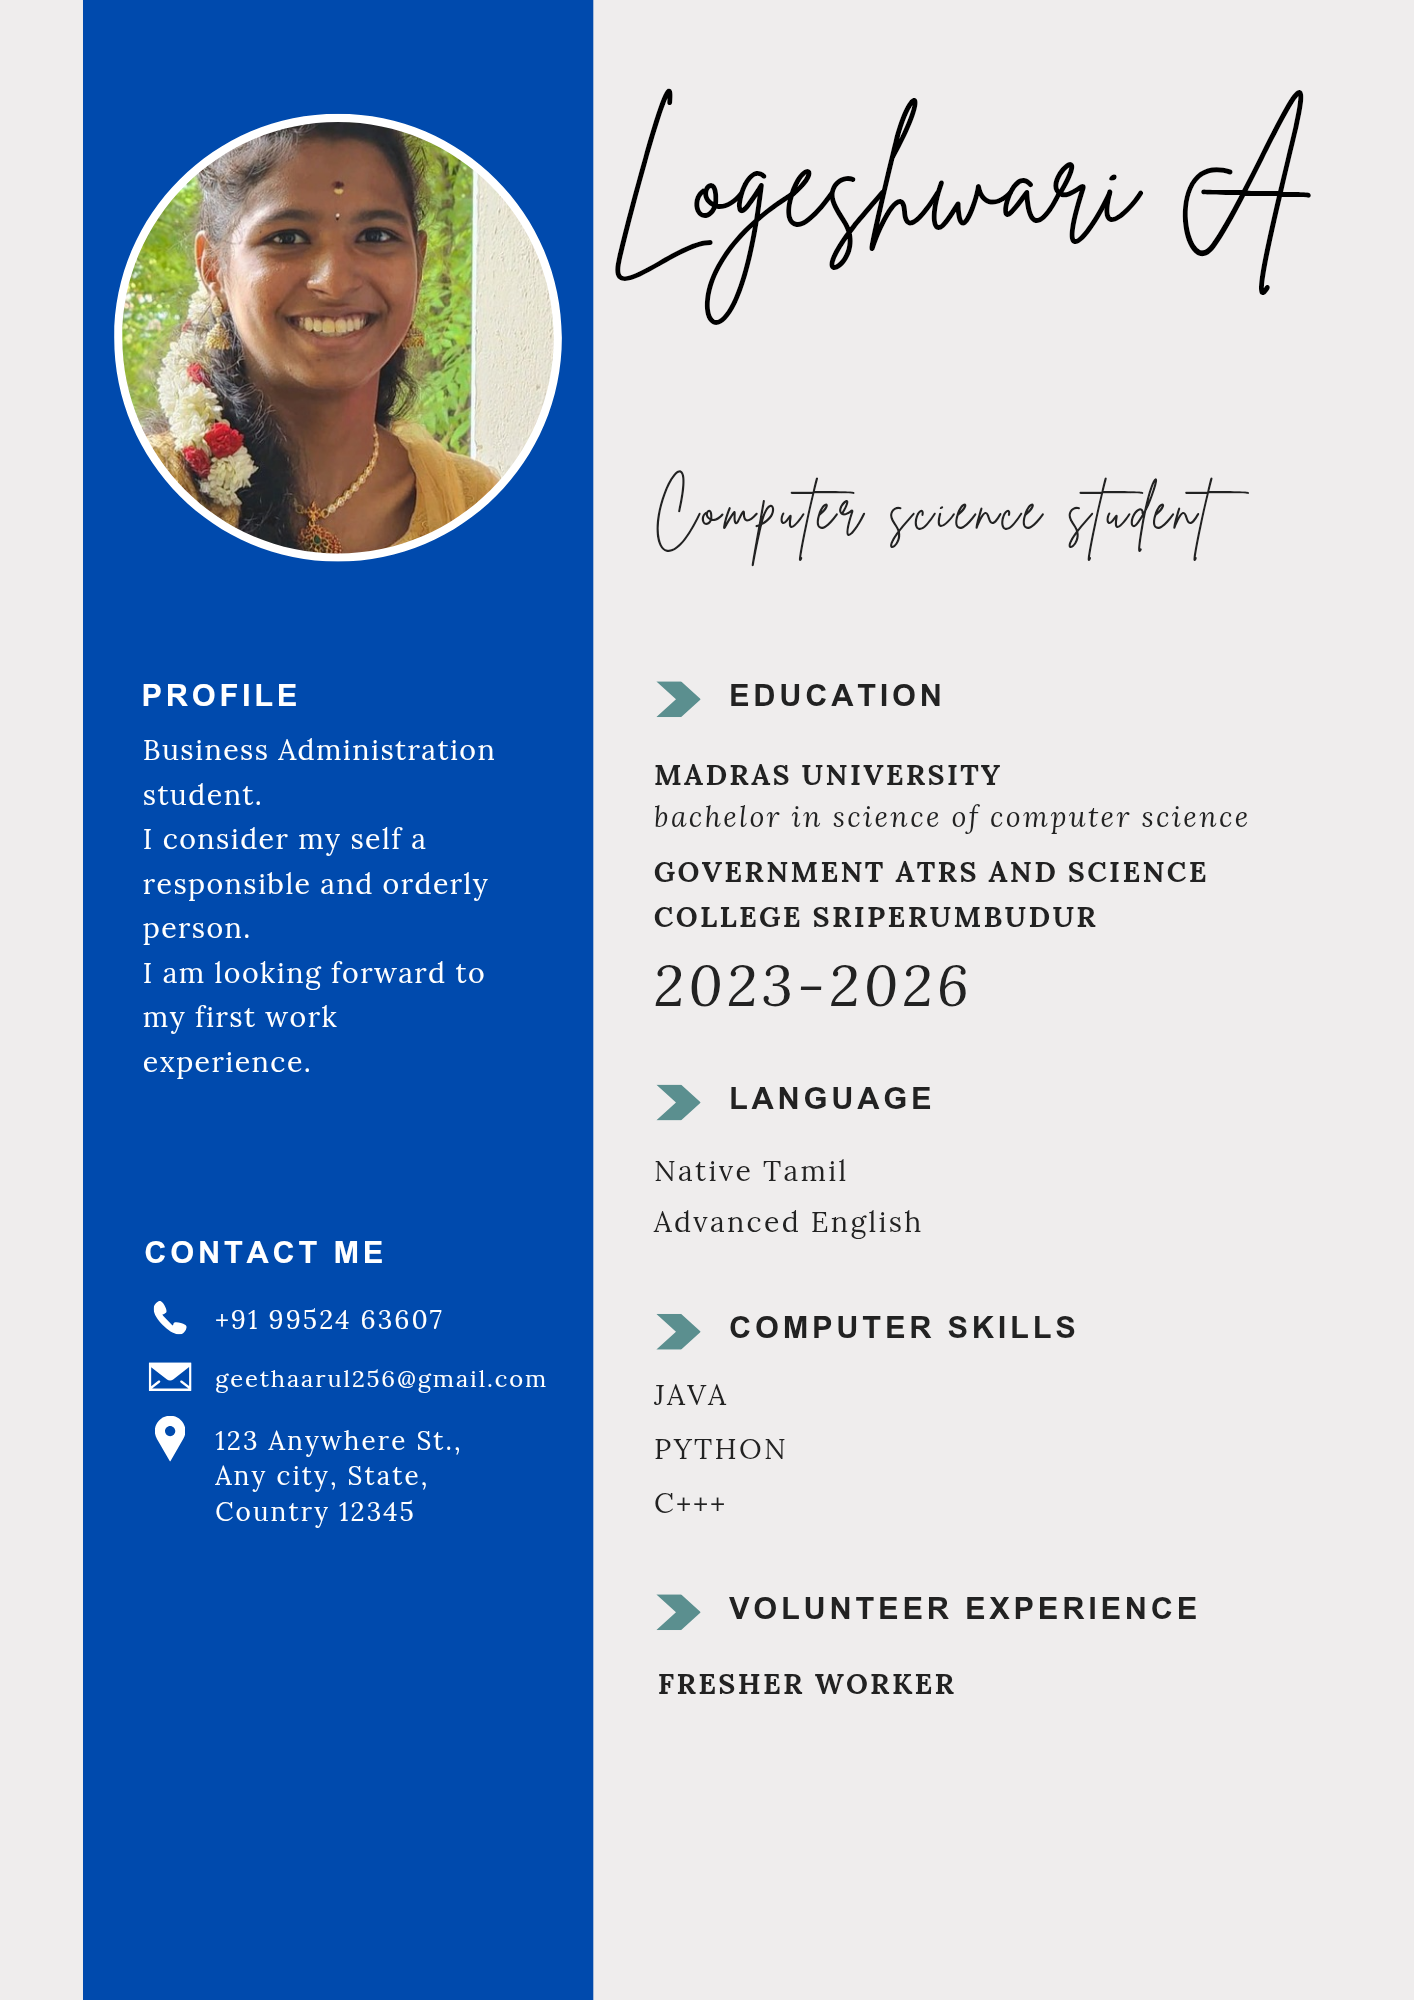 Logeshwari A
Computer science student
PROFILE
Business Administration
student.
I consider my self a
responsible and orderly
person.
I am looking forward to
my first work
experience.
CONTACT ME
+91 99524 63607
geethaarul256@gmail.com
123 Anywhere St.,
Any city, State,
Country 12345
EDUCATION
MADRAS UNIVERSITY
bachelor in science of computer science
GOVERNMENT ATRS AND SCIENCE
COLLEGE SRIPERUMBUDUR
2023-2026
LANGUAGE
Native Tamil
Advanced English
COMPUTER SKILLS
JAVA
PYTHON
C+++
VOLUNTEER EXPERIENCE
FRESHER WORKER